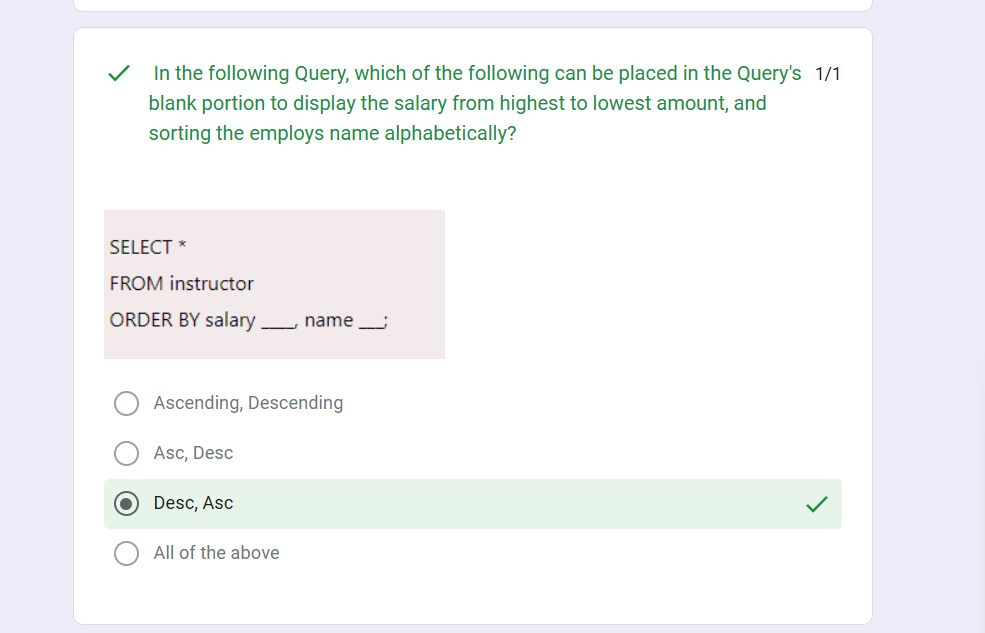 In the following Query, which of the following can be placed in the Query's 1/1
blank portion to display the salary from highest to lowest amount, and
sorting the employs name alphabetically?
SELECT *
FROM instructor
ORDER BY salary ____, name ___;
Ascending, Descending
Asc, Desc
Desc, Asc
All of the above